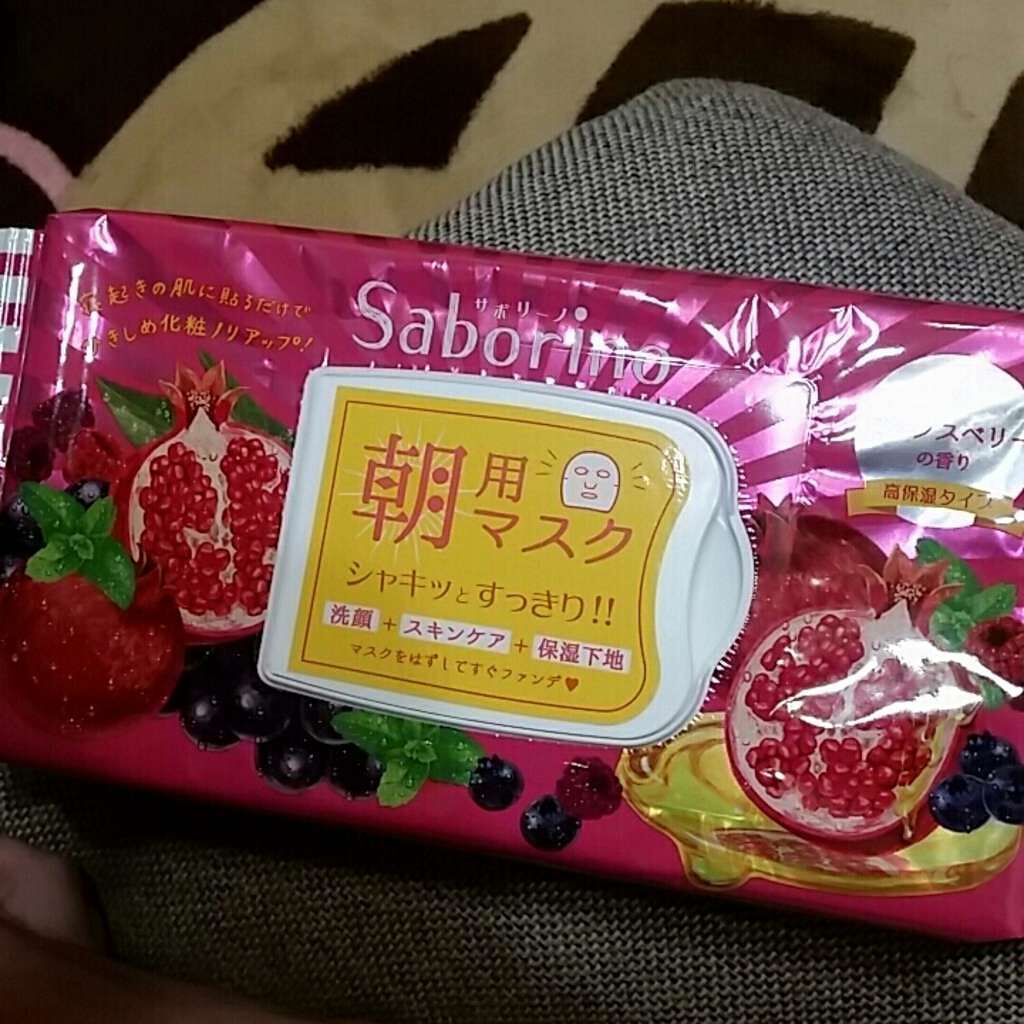 起きの肌に貼るだけで
きしめ化粧ノリアップ!
サボリーノ
Saborino
スベリー
の香り
高保湿タイプ
朝用マスク
シャキッとすっきり!!
洗顔+スキンケア+保湿下地
マスクをはずしてすぐファンデ♥